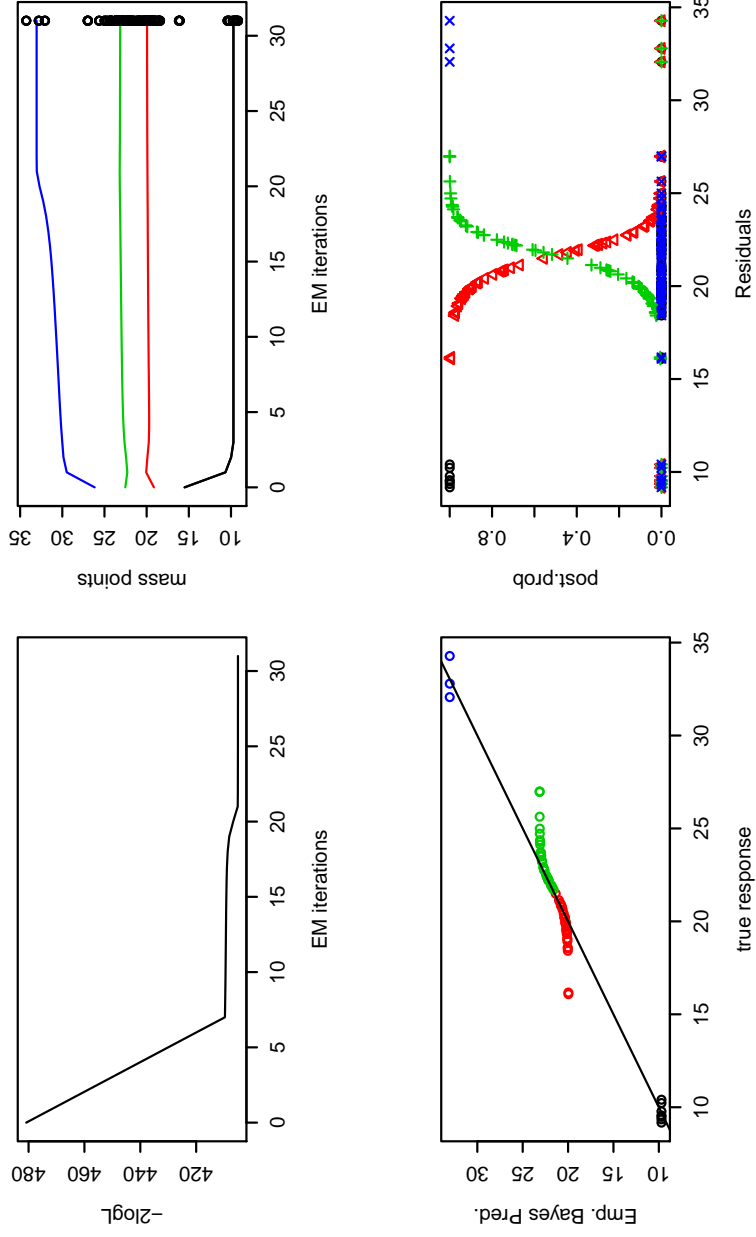 −2logL
420 440 460 480
0 5 10 15 20 25 30
EM iterations
mass points
10 15 20 25 30 35
0 5 10 15 20 25 30
EM iterations
Emp. Bayes Pred.
10 15 20 25 30
10 15 20 25 30 35
true response
post.prob
0.0 0.4 0.8
10 15 20 25 30 35
Residuals